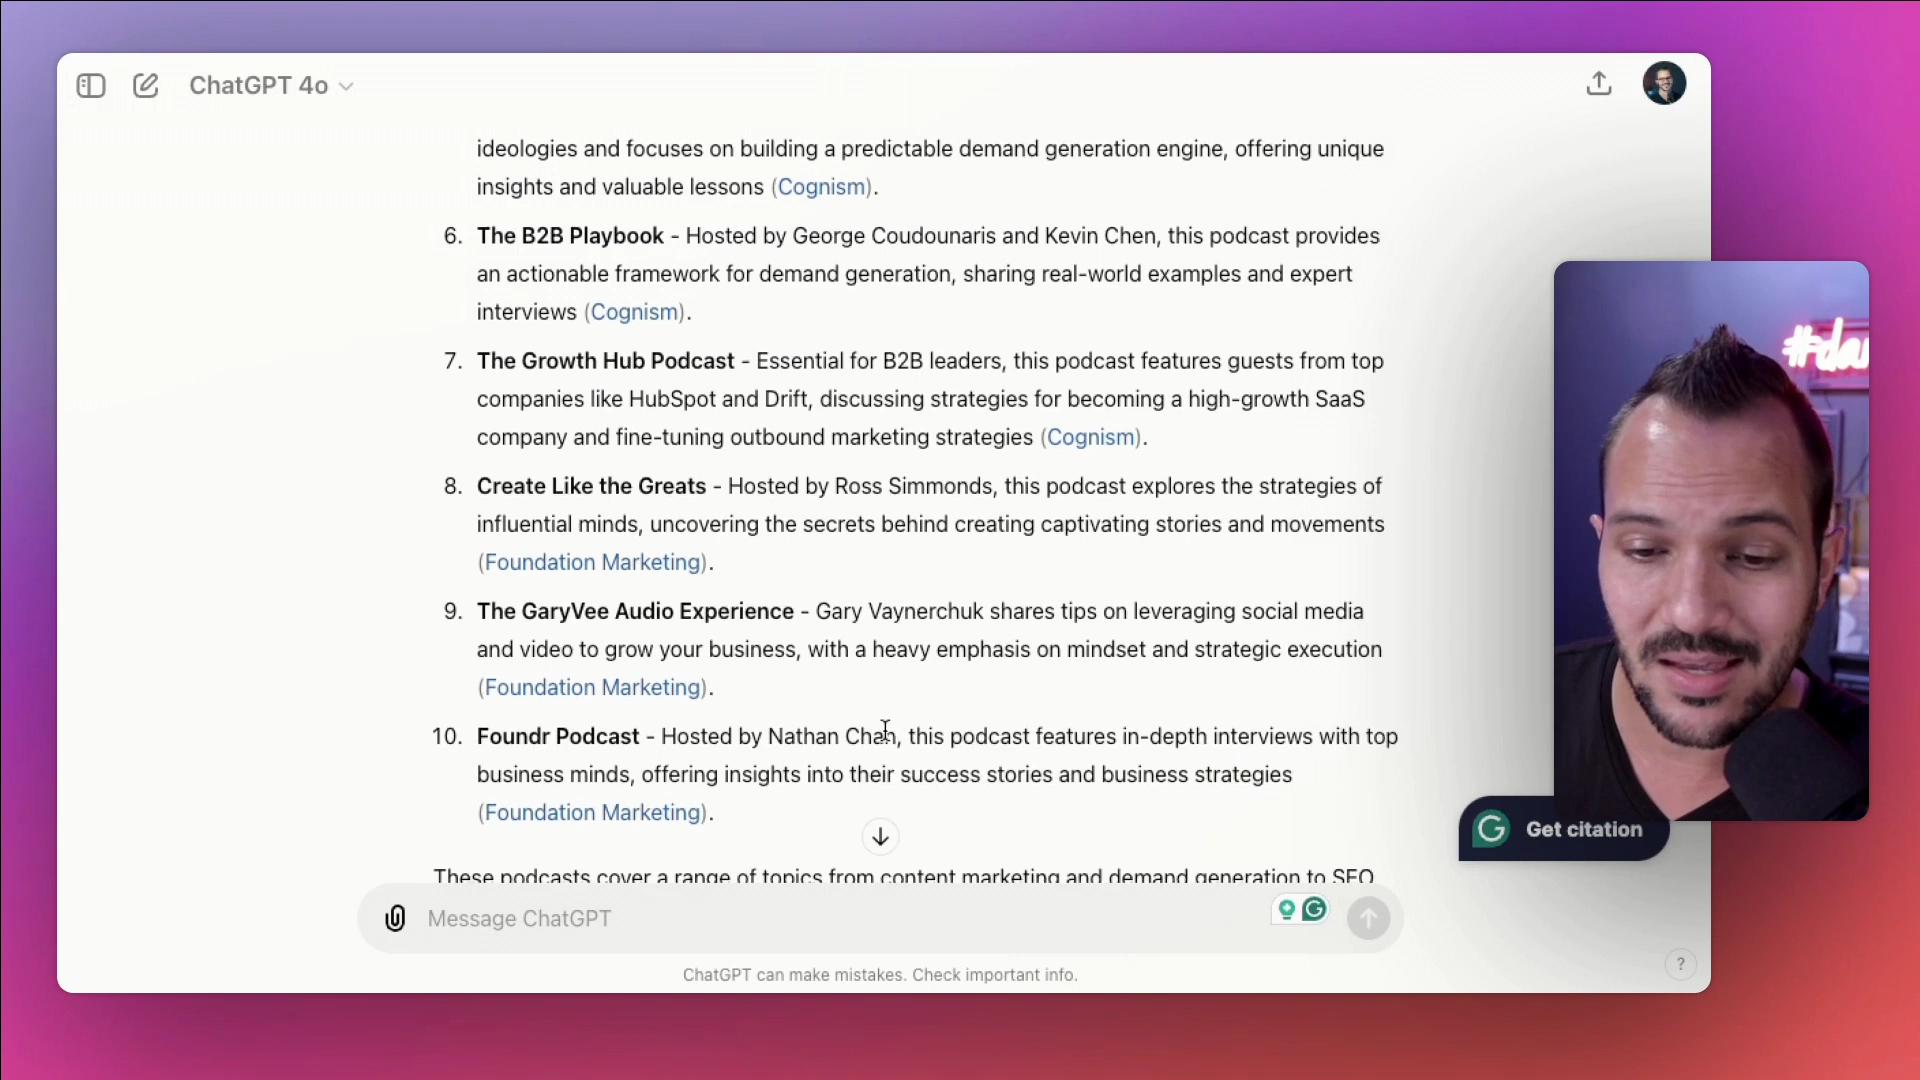 ChatGPT 4o
ideologies and focuses on building a predictable demand generation engine, offering unique
insights and valuable lessons (Cognism).
6. The B2B Playbook - Hosted by George Coudounaris and Kevin Chen, this podcast provides
an actionable framework for demand generation, sharing real-world examples and expert
interviews (Cognism).
7. The Growth Hub Podcast - Essential for B2B leaders, this podcast features guests from top
companies like HubSpot and Drift, discussing strategies for becoming a high-growth SaaS
company and fine-tuning outbound marketing strategies (Cognism).
8. Create Like the Greats - Hosted by Ross Simmonds, this podcast explores the strategies of
influential minds, uncovering the secrets behind creating captivating stories and movements
(Foundation Marketing).
9. The GaryVee Audio Experience - Gary Vaynerchuk shares tips on leveraging social media
and video to grow your business, with a heavy emphasis on mindset and strategic execution
(Foundation Marketing).
10. Foundr Podcast - Hosted by Nathan Chan, this podcast features in-depth interviews with top
business minds, offering insights into their success stories and business strategies
(Foundation Marketing).
These podcasts cover a range of topics from content marketing and demand generation to SEO
Message ChatGPT
ChatGPT can make mistakes. Check important info.
?
Get citation